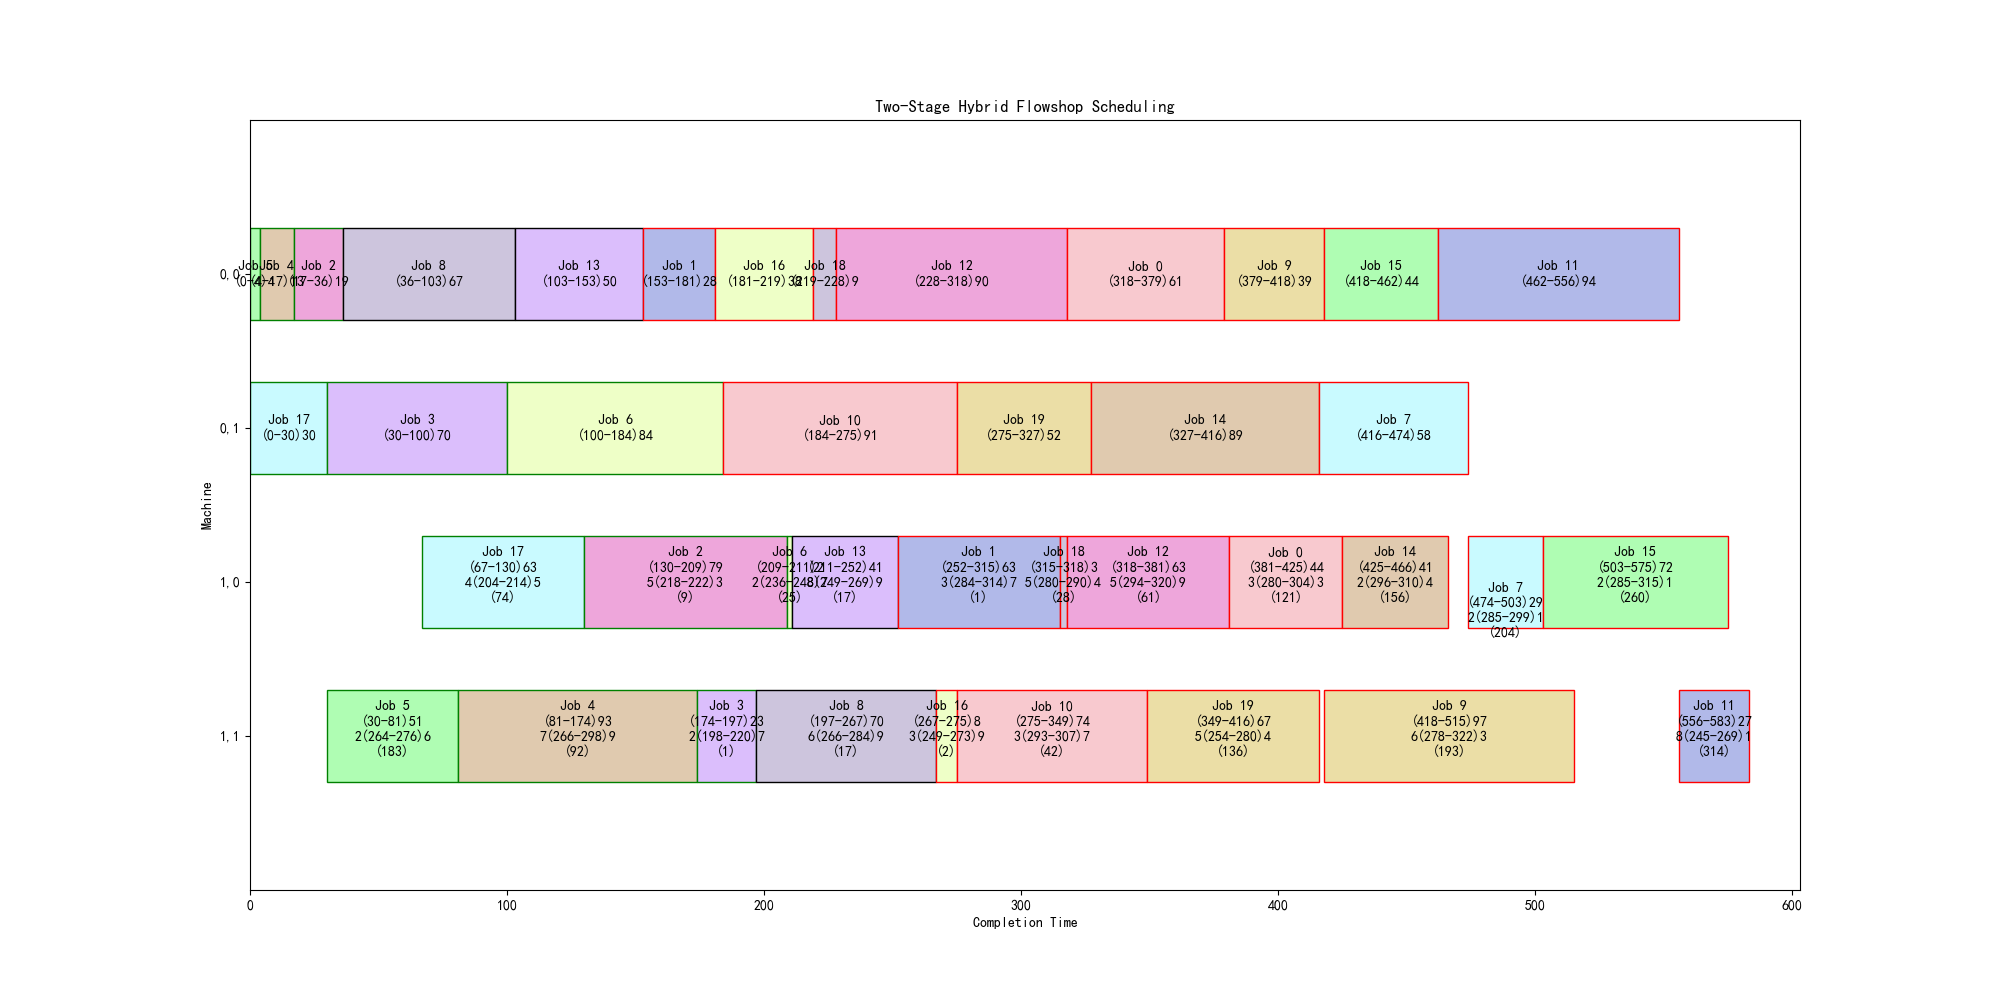 Two-Stage Hybrid Flowshop Scheduling
0,0
Job 5
Job 4
Job 2
(17-36)19
Job 8
(36-103)67
Job 13
(103-153)50
Job 1
(153-181)28
Job 16
(181-219)38
Job 18
(219-228)9
Job 12
(228-318)90
Job 0
(318-379)61
Job 9
(379-418)39
Job 15
(418-462)44
Job 11
(462-556)94
0,1
Job 17
(0-30)30
Job 3
(30-100)70
Job 6
(100-184)84
Job 10
(184-275)91
Job 19
(275-327)52
Job 14
(327-416)89
Job 7
(416-474)58
Machine
1,0
Job 17
(67-130)63
4(204-214)5
(74)
Job 2
(130-209)79
5(218-222)3
(9)
Job 6
(209-211)2
(25)
Job 13
(211-252)41
(17)
Job 1
(252-315)63
3(284-314)7
(1)
Job 18
(315-318)3
5(280-290)4
(28)
Job 12
(318-381)63
5(294-320)9
(61)
Job 0
(381-425)44
3(280-304)3
(121)
Job 14
(425-466)41
2(296-310)4
(156)
Job 7
(474-503)29
2(285-299)1
(204)
Job 15
(503-575)72
2(285-315)1
(260)
1,1
Job 5
(30-81)51
2(264-276)6
(183)
Job 4
(81-174)93
7(266-298)9
(92)
Job 3
(174-197)23
2(198-220)7
(1)
Job 8
(197-267)70
6(266-284)9
(17)
Job 16
(267-275)8
3(249-273)9
(2)
Job 10
(275-349)74
3(293-307)7
(42)
Job 19
(349-416)67
5(254-280)4
(136)
Job 9
(418-515)97
6(278-322)3
(193)
Job 11
(556-583)27
8(245-269)1
(314)
0
100
200
300
400
500
600
Completion Time